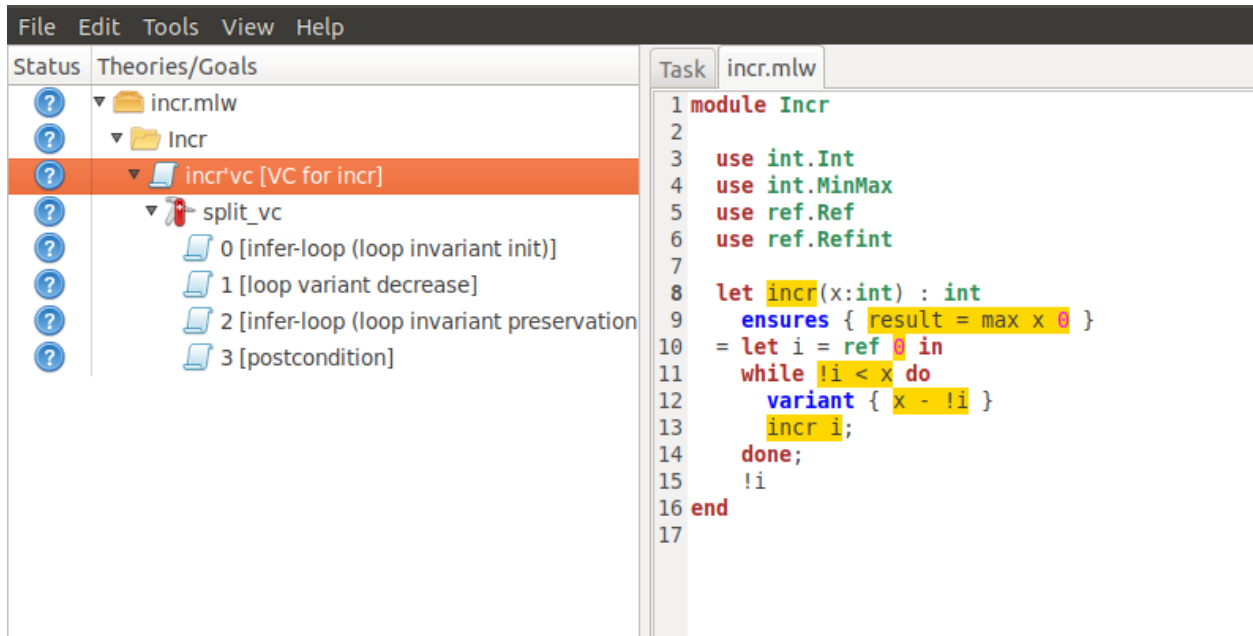 File Edit Tools View Help
Status Theories/Goals
incr.mlw
Incr
incr'vc [VC for incr]
split_vc
0 [infer-loop (loop invariant init)]
1 [loop variant decrease]
2 [infer-loop (loop invariant preservation
3 [postcondition]
Task incr.mlw
1 module Incr
2
3 use int.Int
4 use int.MinMax
5 use ref.Ref
6 use ref.Refint
7
8 let incr(x:int) : int
9 ensures { result = max x 0 }
10 = let i = ref 0 in
11 while !i < x do
12 variant { x - !i }
13 incr i;
14 done;
15 !i
16 end
17